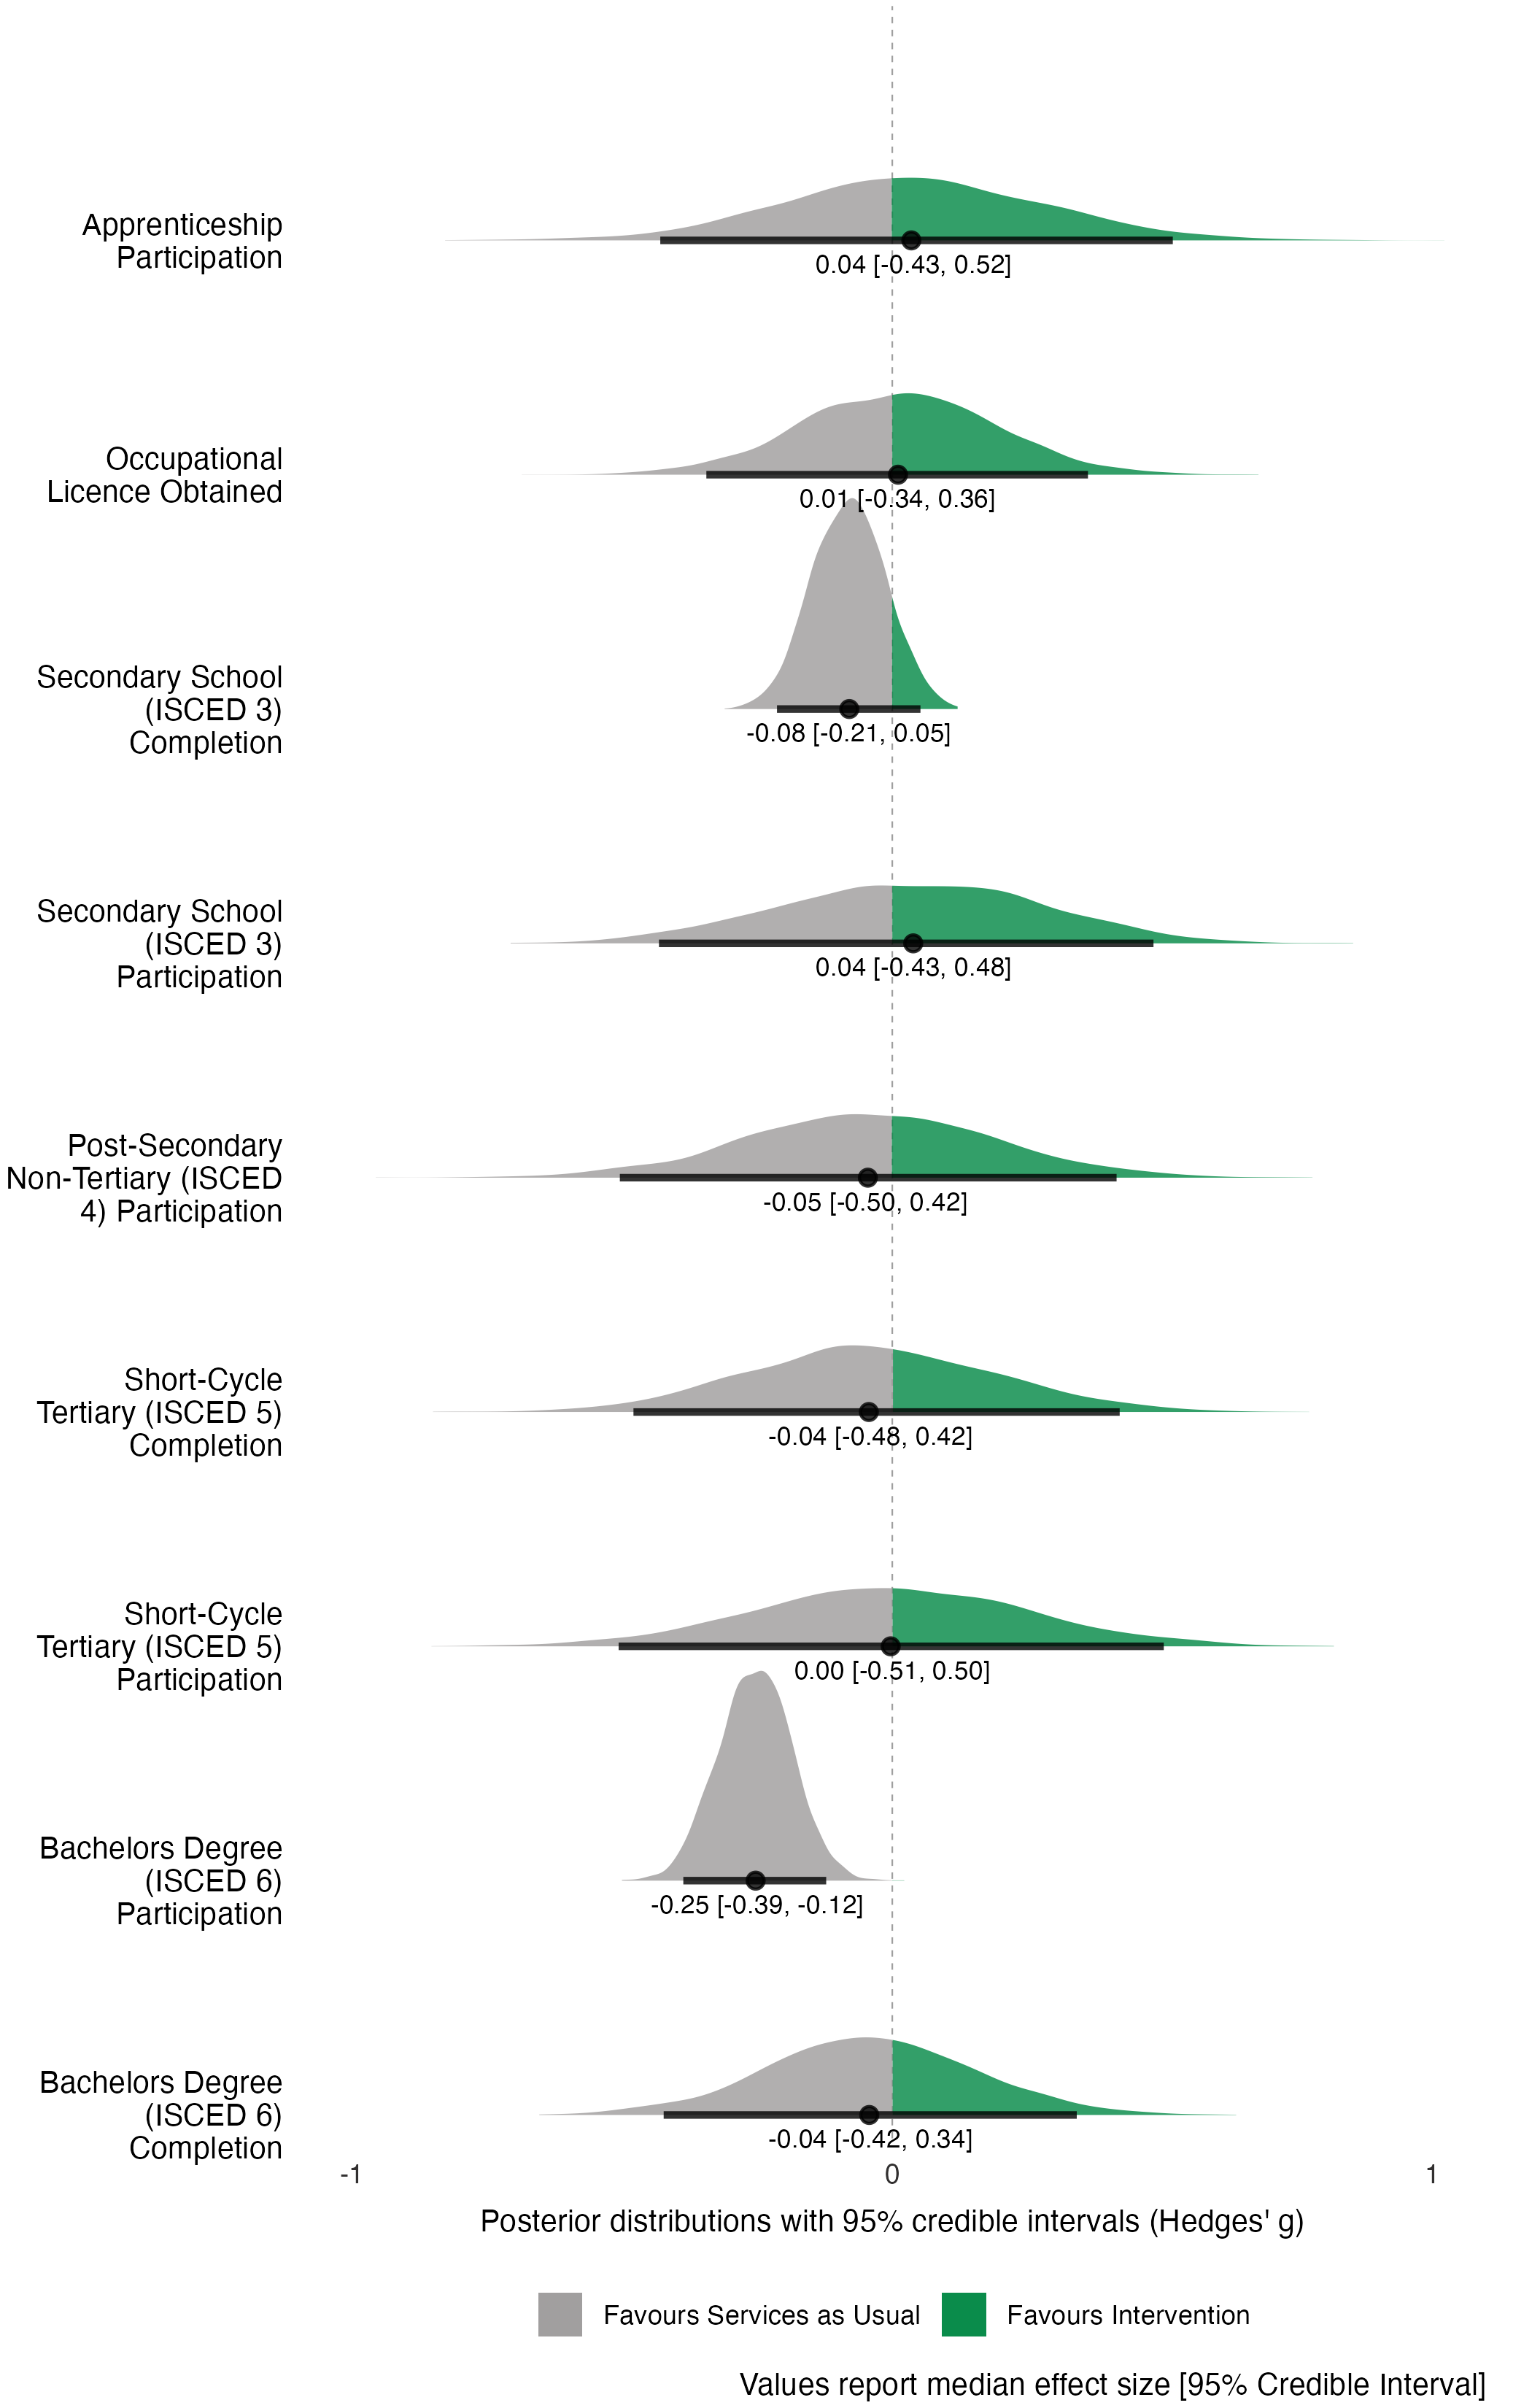 Apprenticeship
Participation
0.04 [-0.43, 0.52]
Occupational
Licence Obtained
0.01 [-0.34, 0.36]
Secondary School
(ISCED 3)
Completion
-0.08 [-0.21, 0.05]
Secondary School
(ISCED 3)
Participation
0.04 [-0.43, 0.48]
Post-Secondary
Non-Tertiary (ISCED
4) Participation
-0.05 [-0.50, 0.42]
Short-Cycle
Tertiary (ISCED 5)
Completion
-0.04 [-0.48, 0.42]
Short-Cycle
Tertiary (ISCED 5)
Participation
0.00 [-0.51, 0.50]
Bachelors Degree
(ISCED 6)
Participation
-0.25 [-0.39, -0.12]
Bachelors Degree
(ISCED 6)
Completion
-0.04 [-0.42, 0.34]
-1 0 1
Posterior distributions with 95% credible intervals (Hedges' g)
Favours Services as Usual Favours Intervention
Values report median effect size [95% Credible Interval]